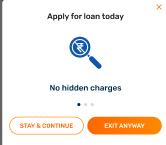 Apply for loan today
No hidden charges
STAY & CONTINUE
EXIT ANYWAY